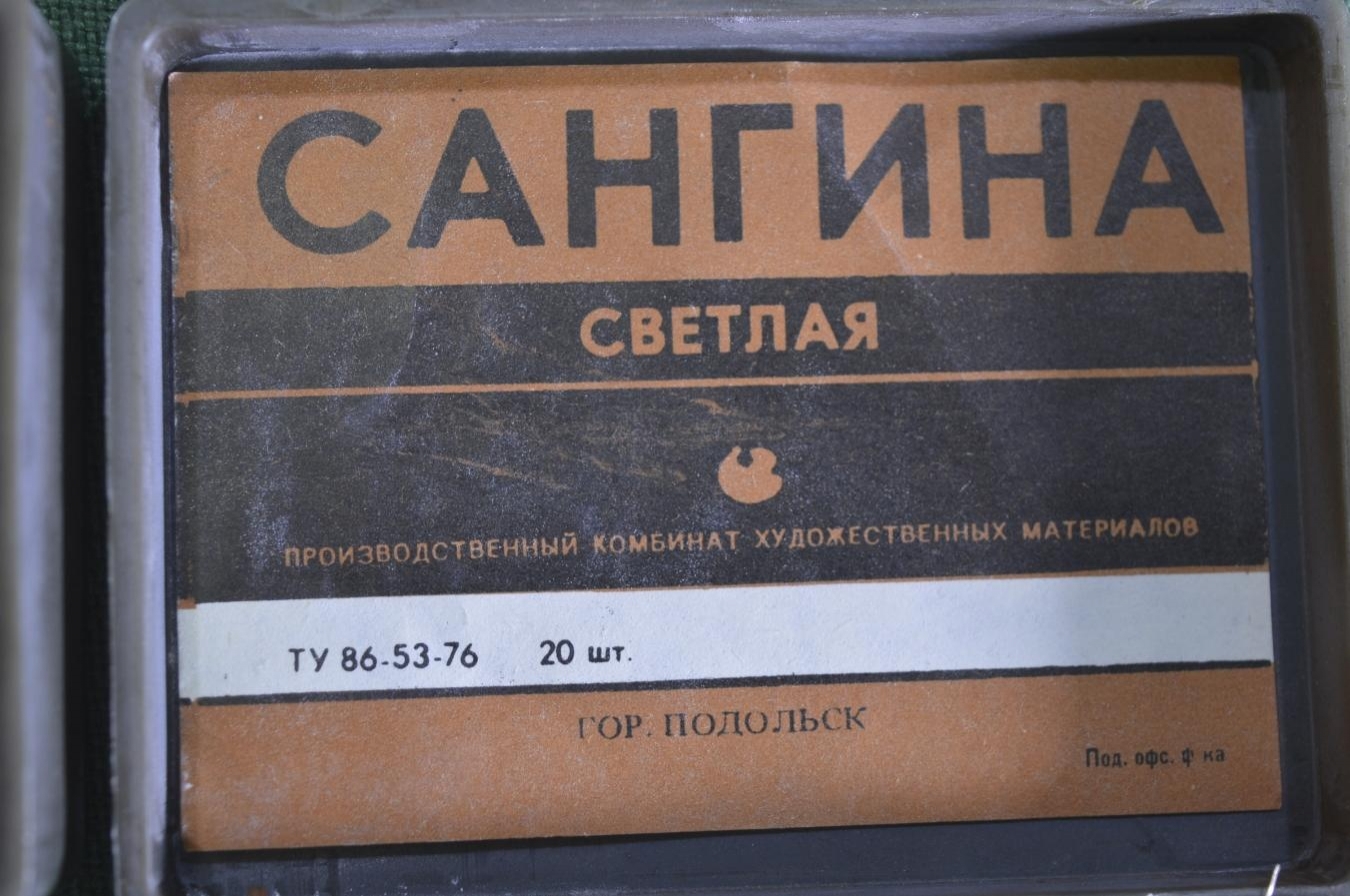 САНГИНА
СВЕТЛАЯ
ПРОИЗВОДСТВЕННЫЙ КОМБИНАТ ХУДОЖЕСТВЕННЫХ МАТЕРИАЛОВ
ТУ 86-53-76 20 шт.
ГОР. ПОДОЛЬСК
Под. офс. ф-ка